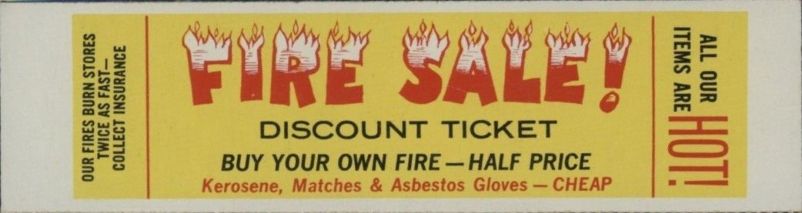 OUR FIRES BURN STORES
TWICE AS FAST—
COLLECT INSURANCE
FIRE SALE!
DISCOUNT TICKET
BUY YOUR OWN FIRE — HALF PRICE
Kerosene, Matches & Asbestos Gloves — CHEAP
ALL OUR
ITEMS ARE
HOT!